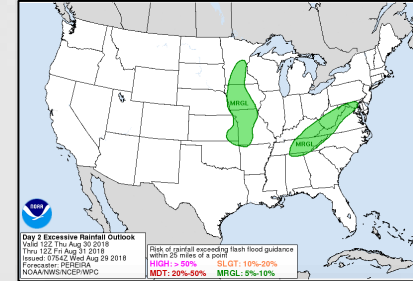 MRGL
MRGL
NOAA
Day 2 Excessive Rainfall Outlook
Valid 12Z Thu Aug 30 2018
Thru 12Z Fri Aug 31 2018
Issued: 0754Z Wed Aug 29 2018
Forecaster: PEREIRA
NOAA/NWS/NCEP/WPC
Risk of rainfall exceeding flash flood guidance
within 25 miles of a point
HIGH: > 50% SLGT: 10%-20%
MDT: 20%-50% MRGL: 5%-10%